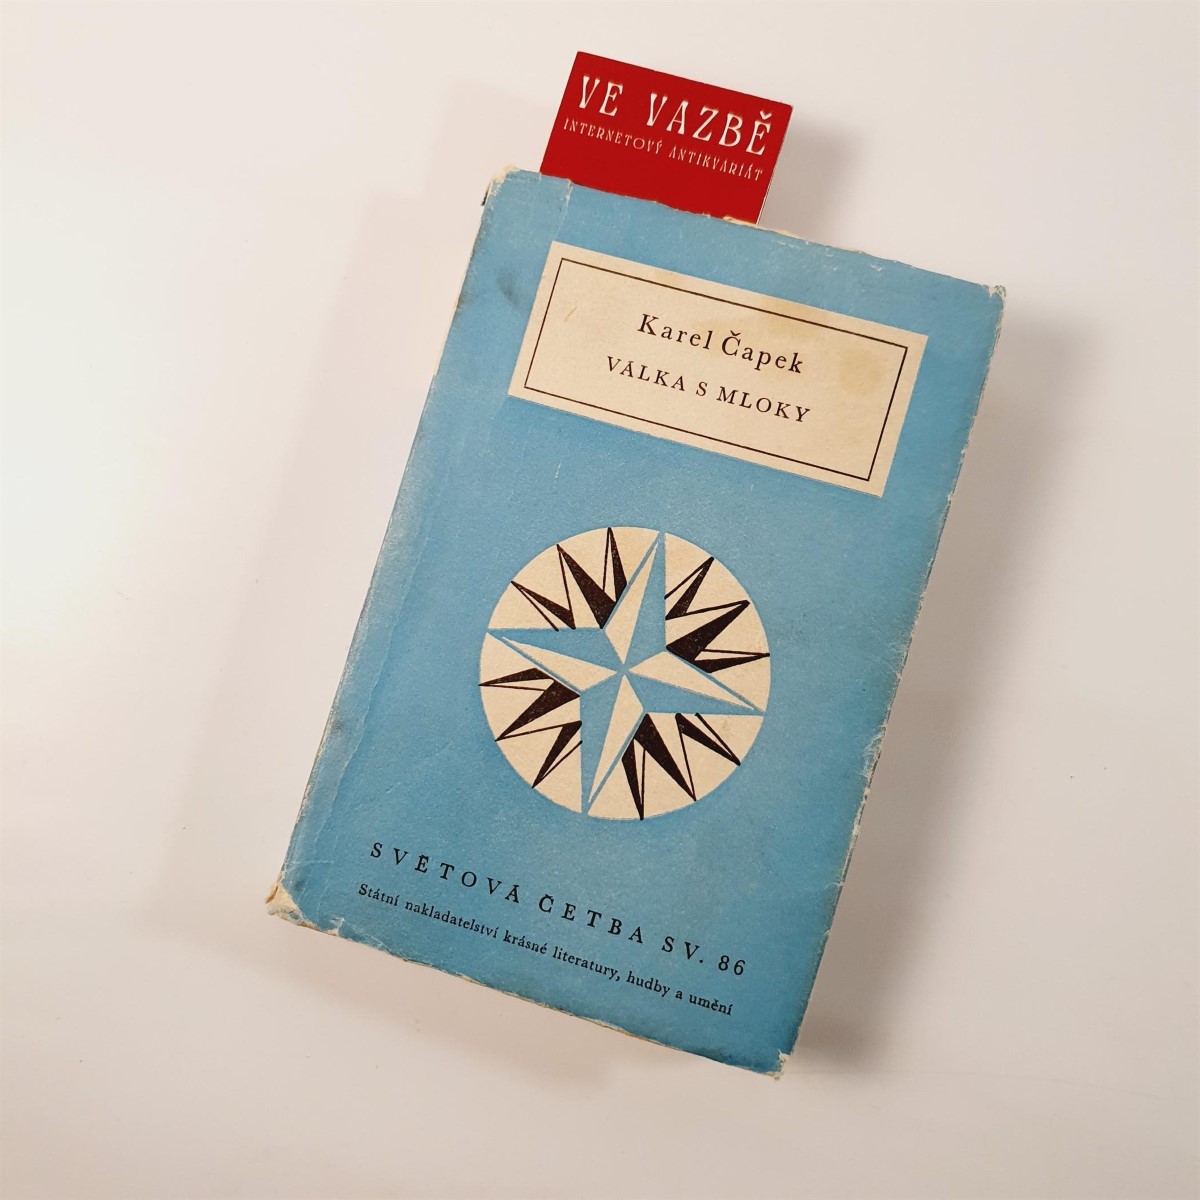 VE VAZBĚ
INTERNETOVÝ ANTIKVARIÁT
Karel Čapek
VÁLKA S MLOKY
SVĚTOVÁ ČETBA SV. 86
Státní nakladatelství krásné literatury, hudby a umění